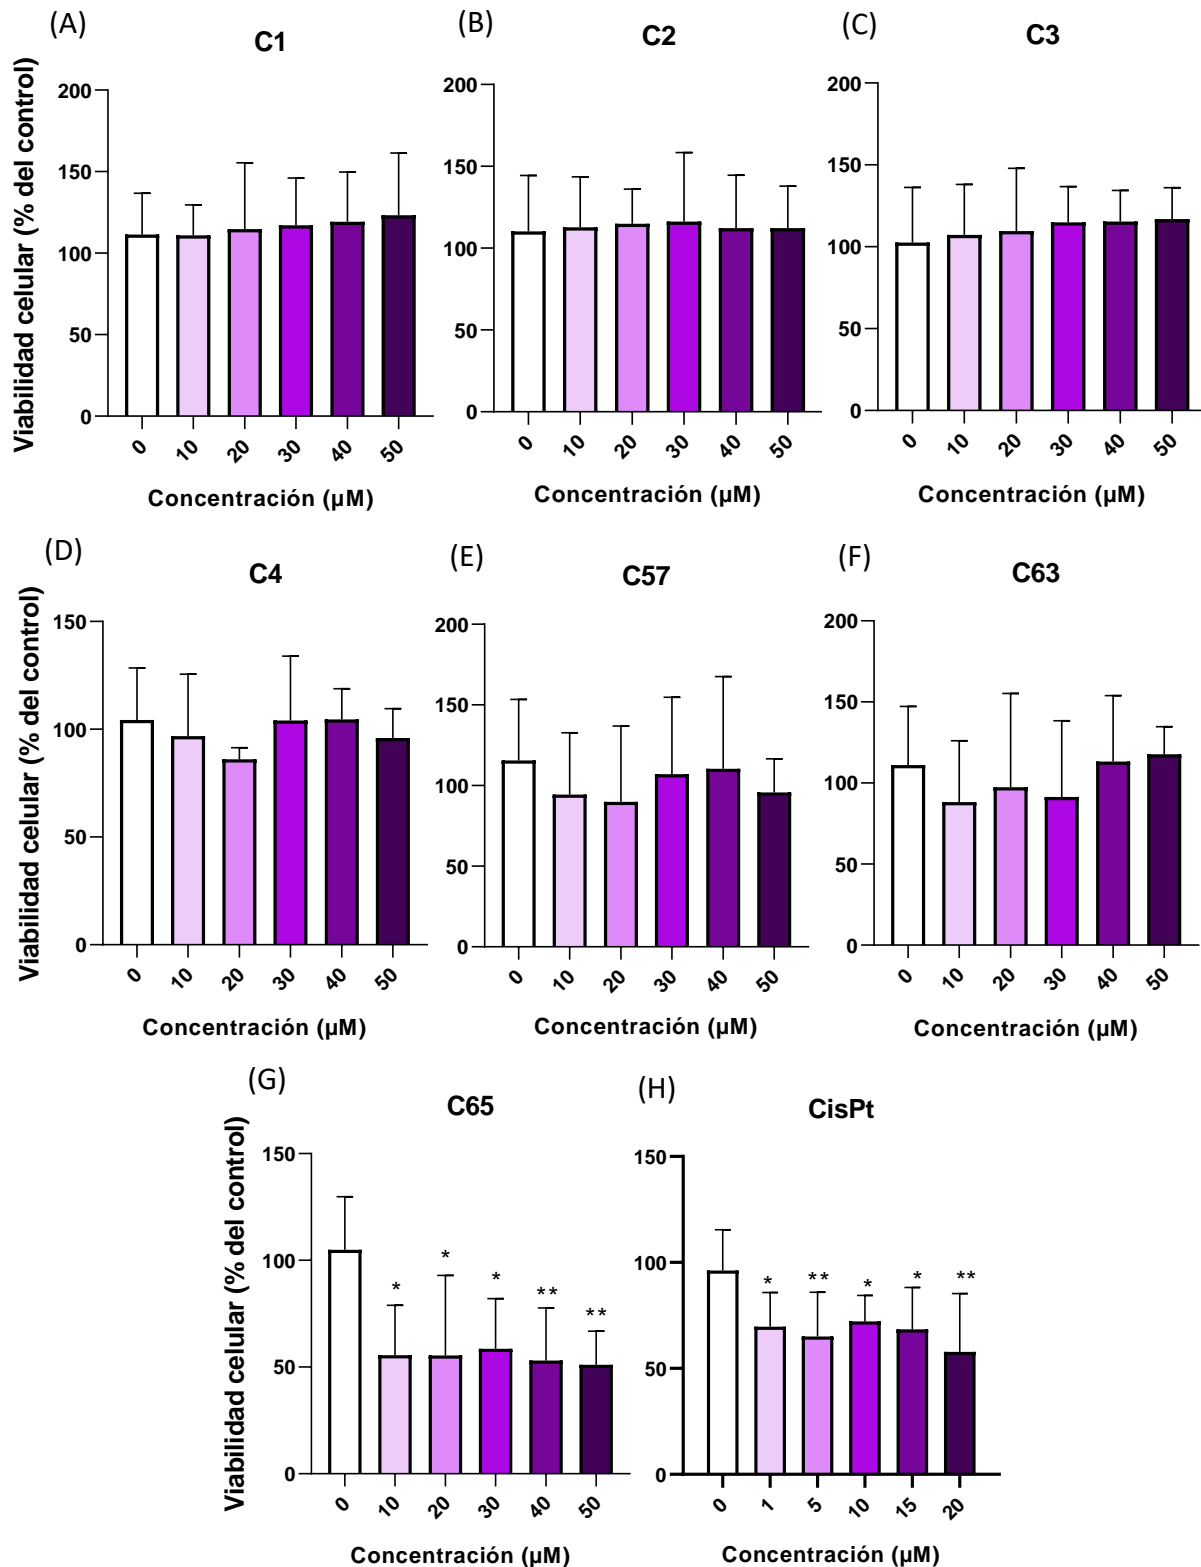 (A)
C1
(B)
C2
(C)
C3
Viabilidad celular (% del control)
200
150
100
50
0
0 10 20 30 40 50
Concentración (µM)
200
150
100
50
0
0 10 20 30 40 50
Concentración (µM)
200
150
100
50
0
0 10 20 30 40 50
Concentración (µM)
(D)
C4
(E)
C57
(F)
C63
Viabilidad celular (% del control)
150
100
50
0
0 10 20 30 40 50
Concentración (µM)
200
150
100
50
0
0 10 20 30 40 50
Concentración (µM)
200
150
100
50
0
0 10 20 30 40 50
Concentración (µM)
(G)
C65
(H)
CisPt
Viabilidad celular (% del control)
150
100
50
0
* * * ** **
0 10 20 30 40 50
Concentración (µM)
150
100
50
0
* ** * * **
0 1 5 10 15 20
Concentración (µM)